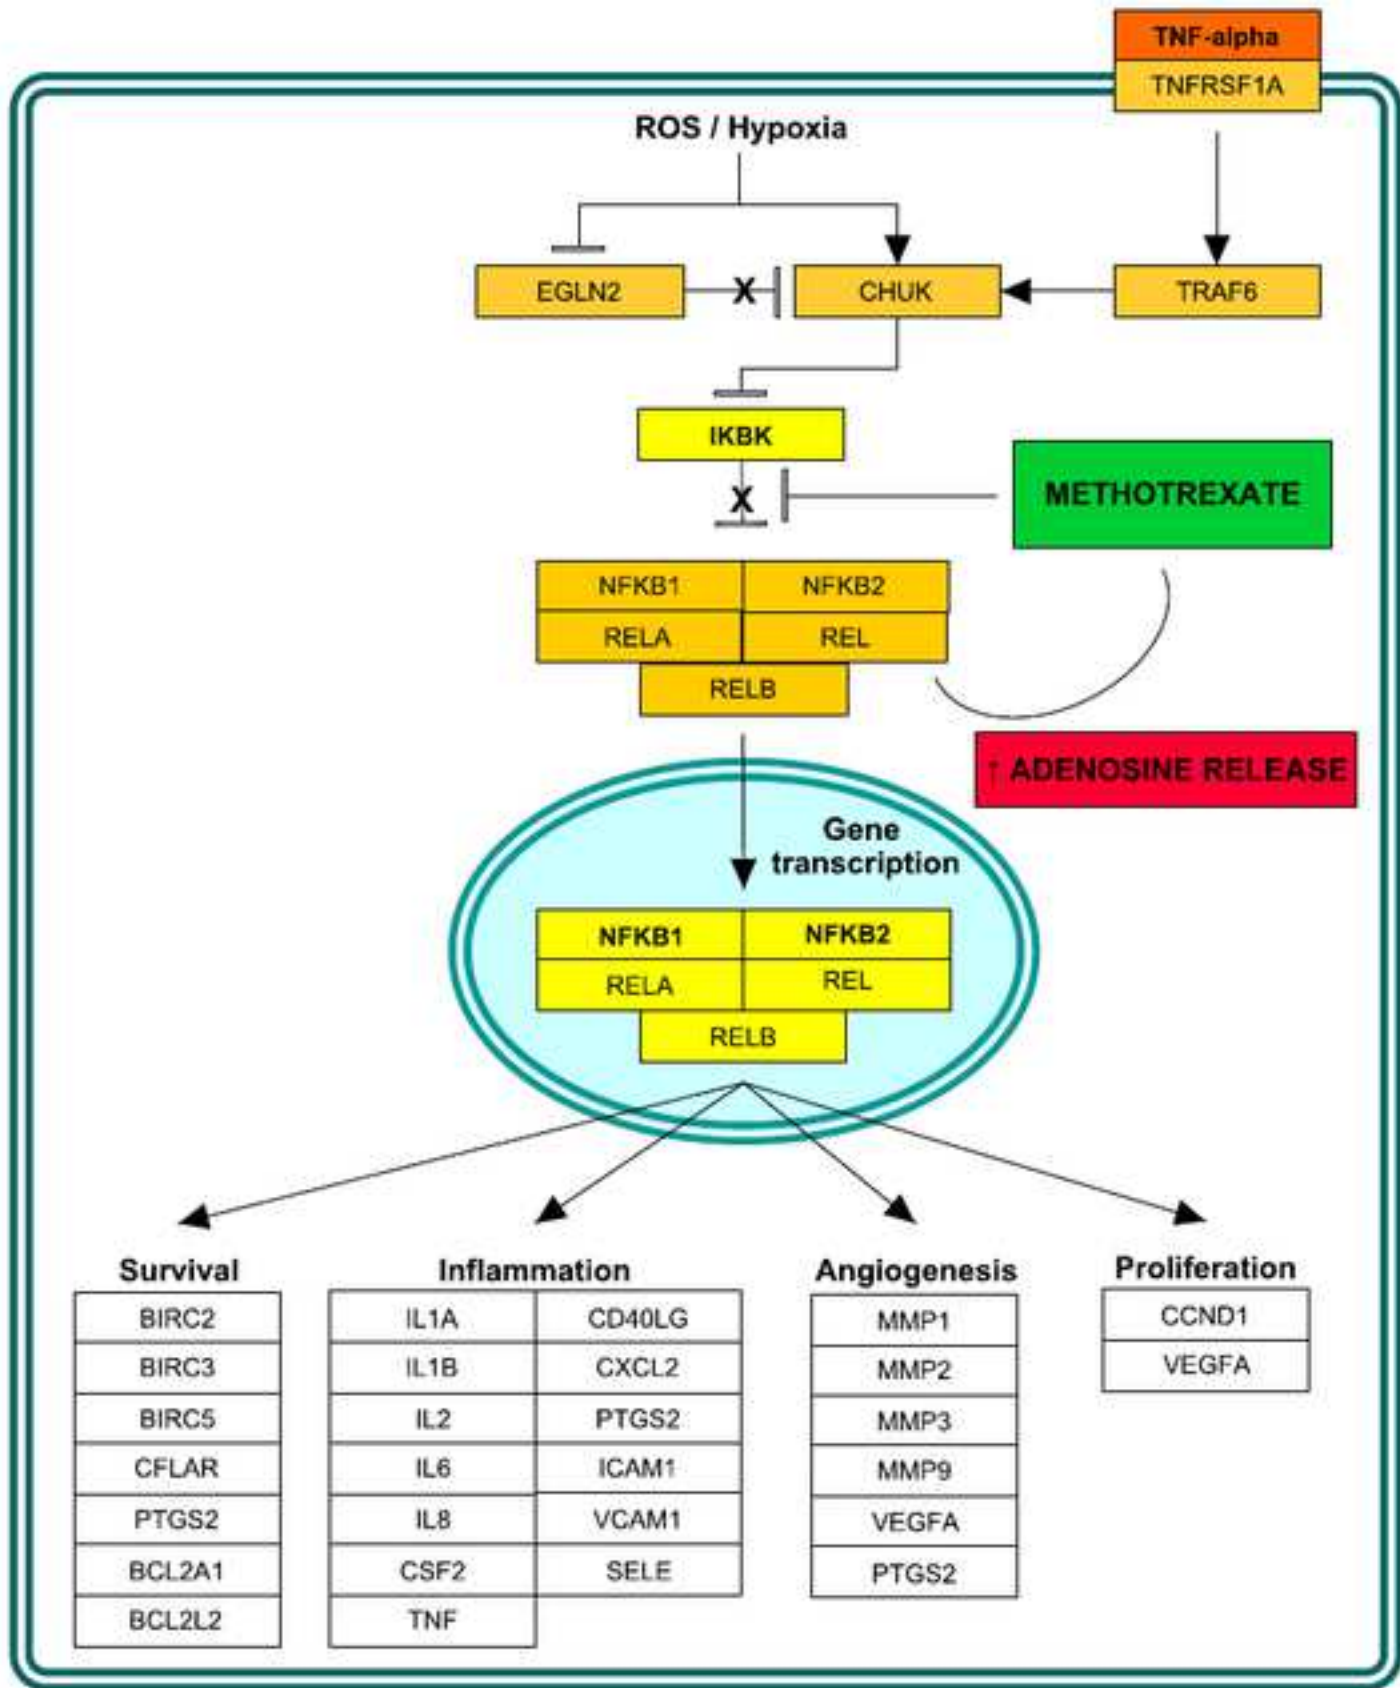 TNF-alpha
TNFRSF1A
ROS / Hypoxia
EGLN2
X
CHUK
TRAF6
IKBK
X
METHOTREXATE
NFKB1
NFKB2
RELA
REL
RELB
↑ ADENOSINE RELEASE
Gene
transcription
NFKB1
NFKB2
RELA
REL
RELB
Survival
BIRC2
BIRC3
BIRC5
CFLAR
PTGS2
BCL2A1
BCL2L2
Inflammation
IL1A
CD40LG
IL1B
CXCL2
IL2
PTGS2
IL6
ICAM1
IL8
VCAM1
CSF2
SELE
TNF
Angiogenesis
MMP1
MMP2
MMP3
MMP9
VEGFA
PTGS2
Proliferation
CCND1
VEGFA